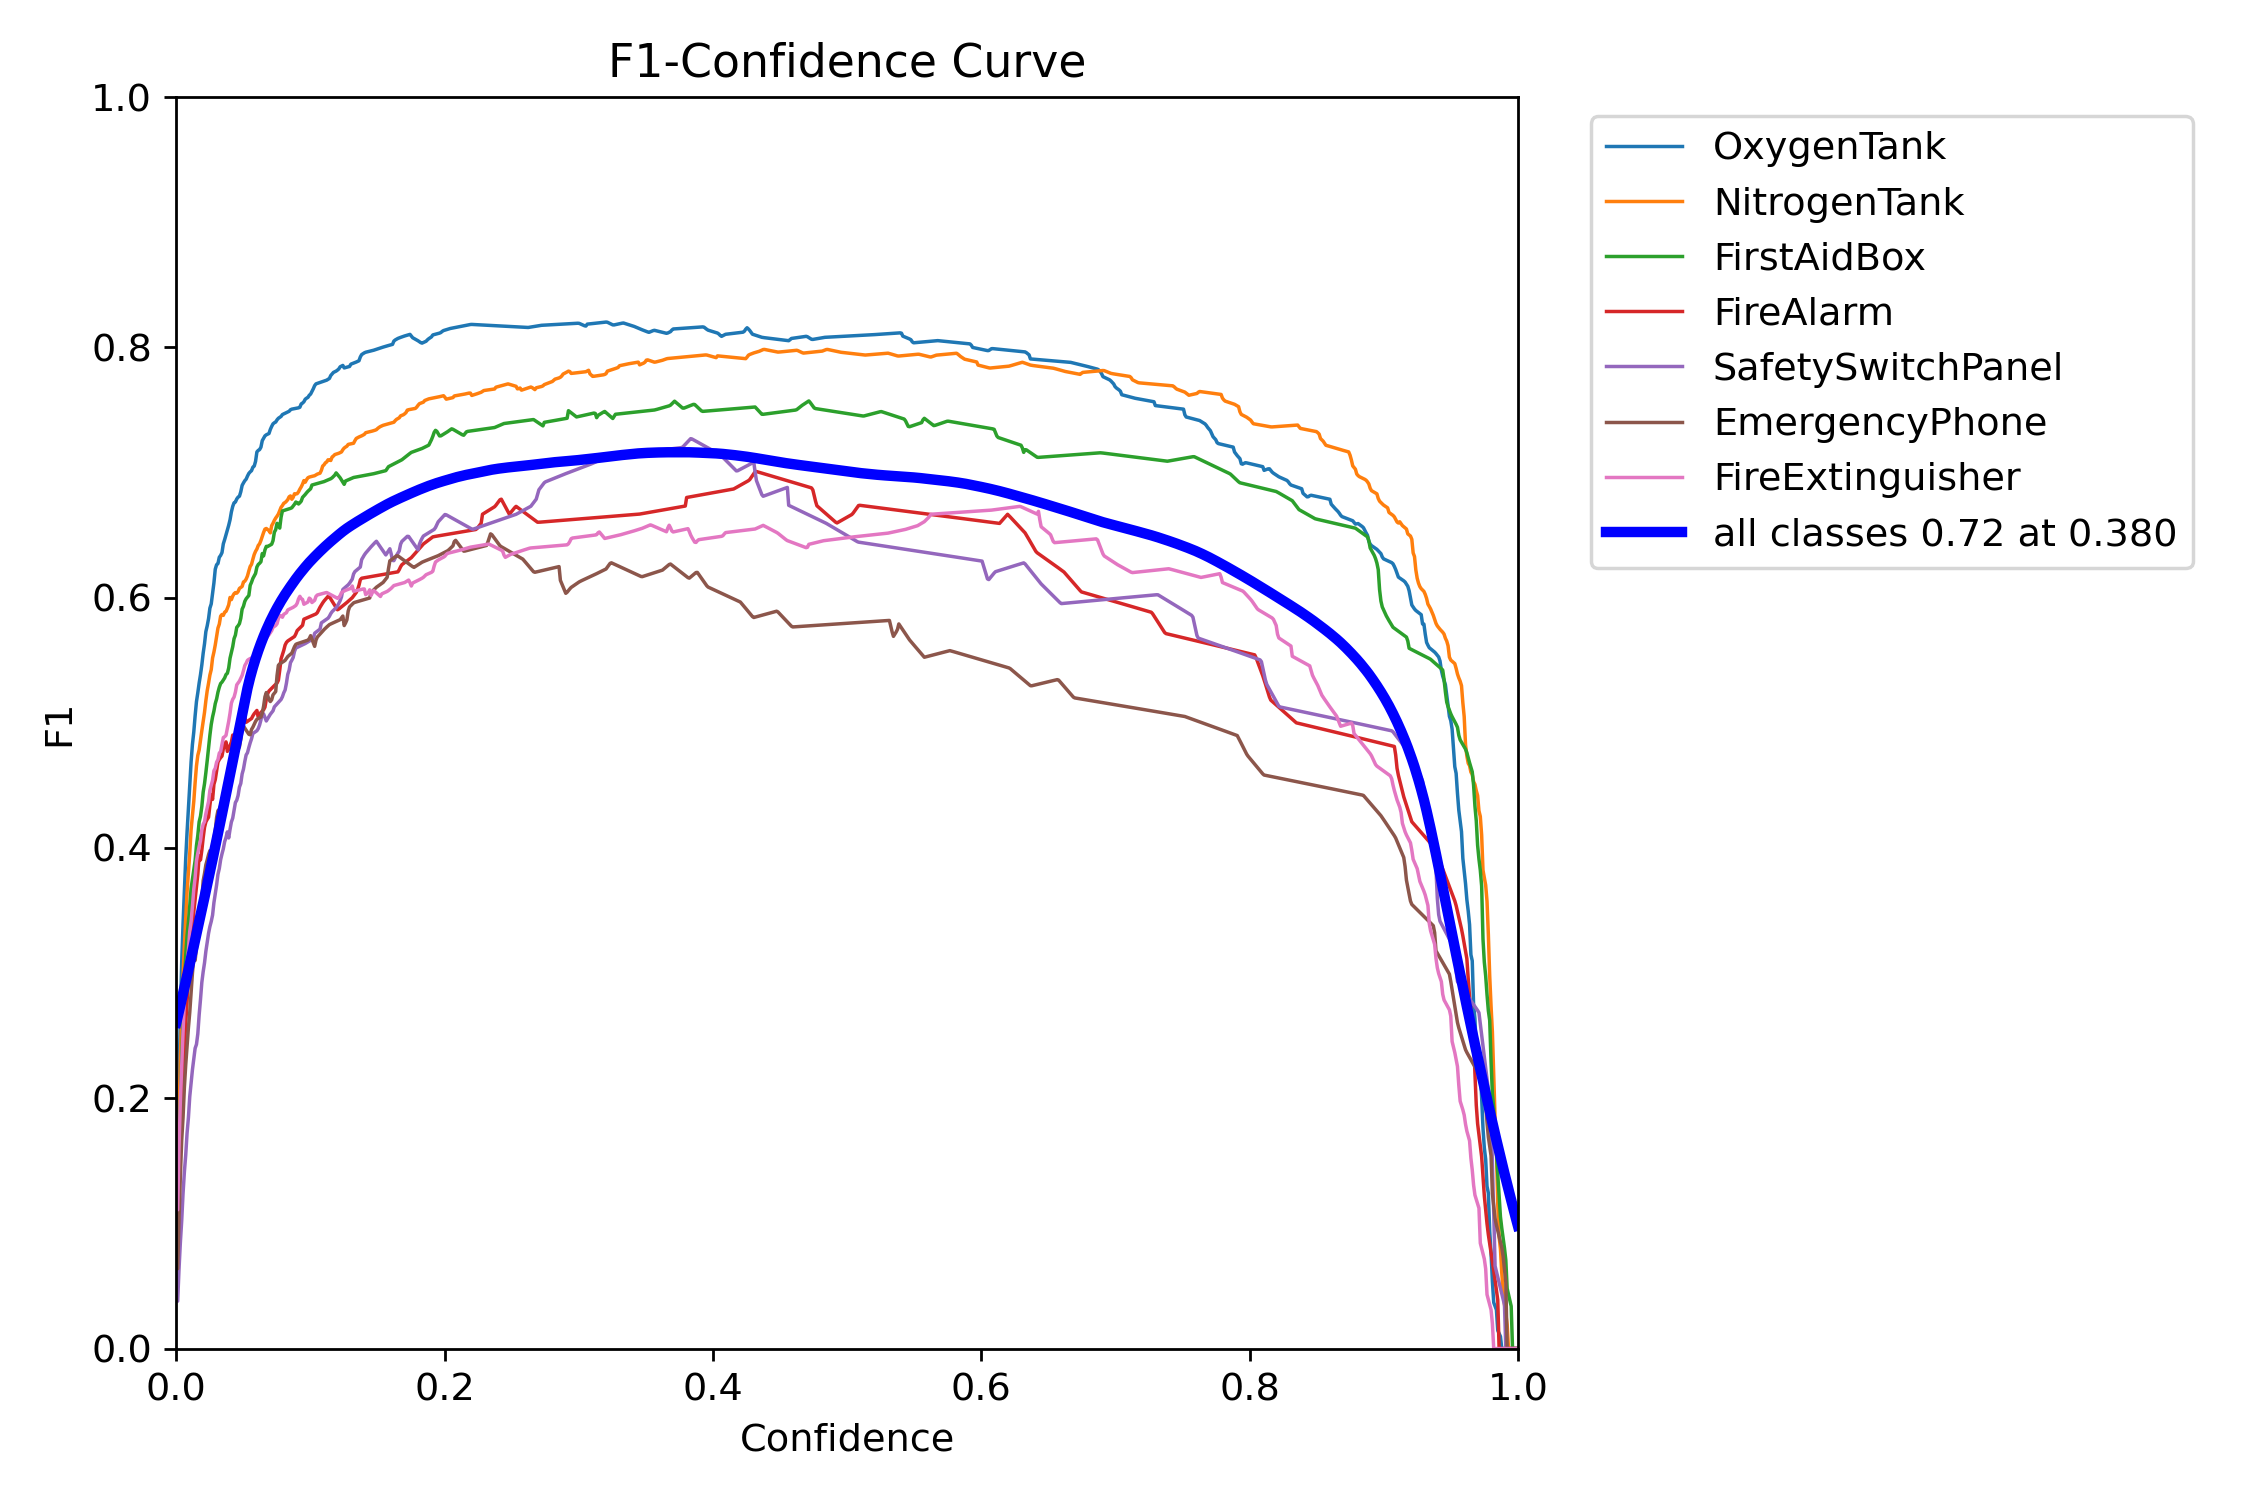 F1-Confidence Curve
1.0
0.8
0.6
0.4
0.2
0.0
F1
0.0 0.2 0.4 0.6 0.8 1.0
Confidence
OxygenTank
NitrogenTank
FirstAidBox
FireAlarm
SafetySwitchPanel
EmergencyPhone
FireExtinguisher
all classes 0.72 at 0.380